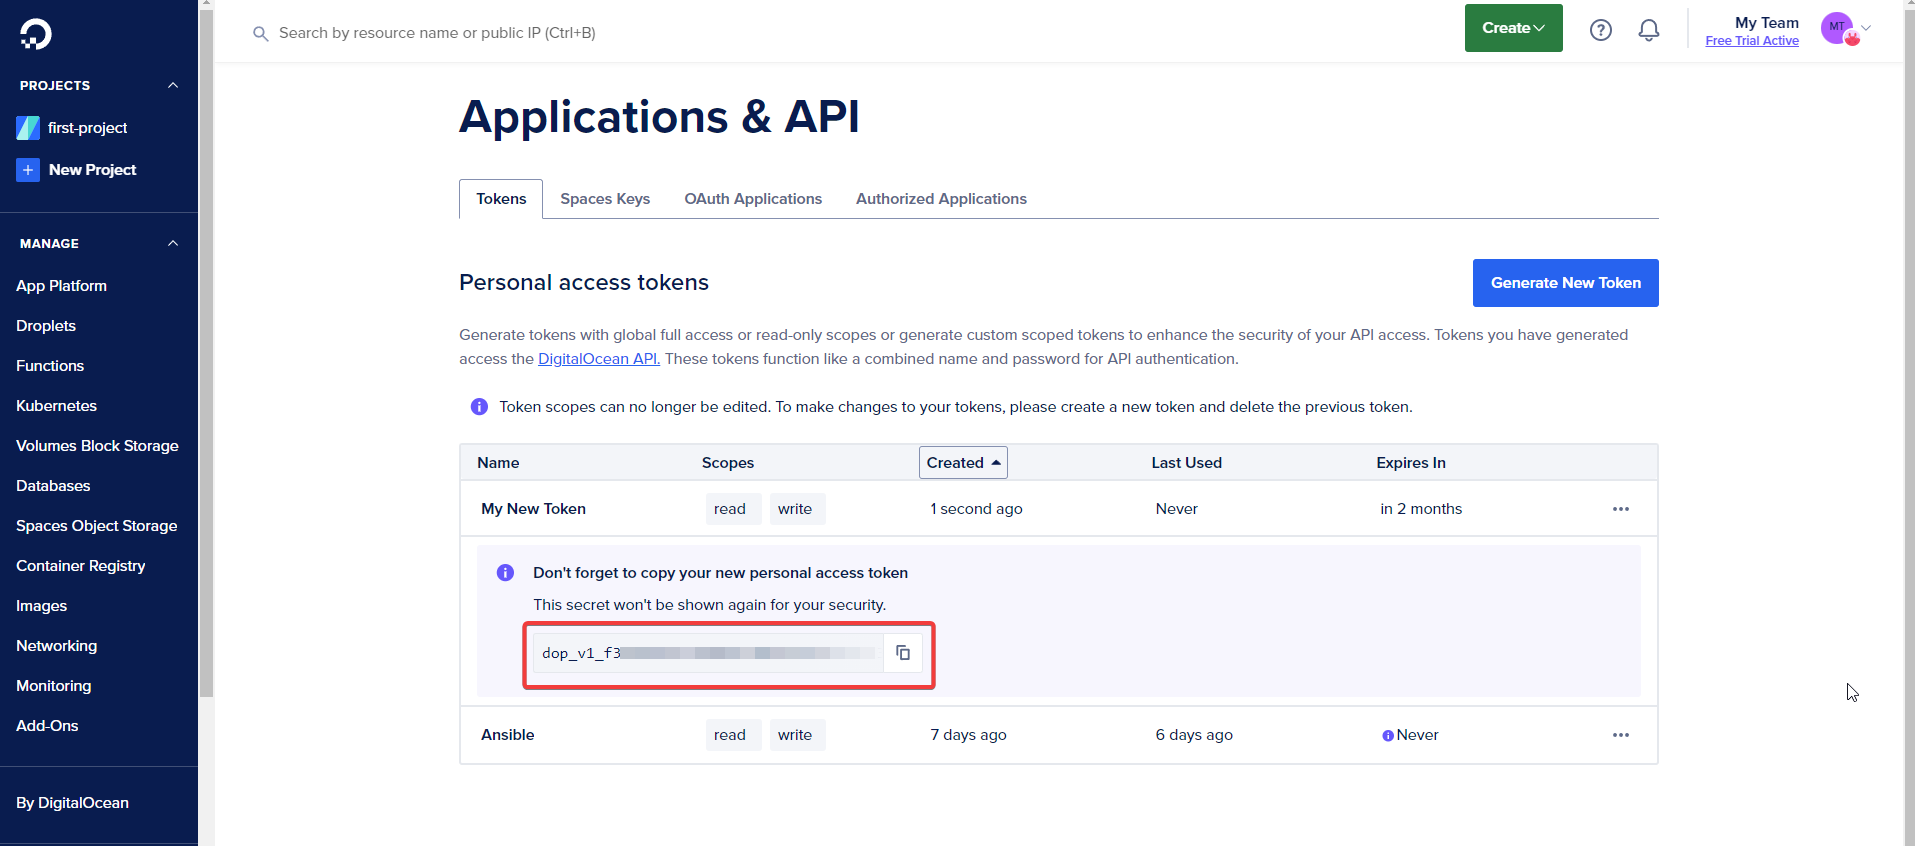 Search by resource name or public IP (Ctrl+B)
Create
My Team
Free Trial Active
MT
PROJECTS
first-project
+ New Project
MANAGE
App Platform
Droplets
Functions
Kubernetes
Volumes Block Storage
Databases
Spaces Object Storage
Container Registry
Images
Networking
Monitoring
Add-Ons
By DigitalOcean
Applications & API
Tokens Spaces Keys OAuth Applications Authorized Applications
Personal access tokens
Generate New Token
Generate tokens with global full access or read-only scopes or generate custom scoped tokens to enhance the security of your API access. Tokens you have generated
access the DigitalOcean API. These tokens function like a combined name and password for API authentication.
Token scopes can no longer be edited. To make changes to your tokens, please create a new token and delete the previous token.
Name Scopes Created Last Used Expires In
My New Token read write 1 second ago Never in 2 months
Don't forget to copy your new personal access token
This secret won't be shown again for your security.
dop_v1_f3
Ansible read write 7 days ago 6 days ago Never